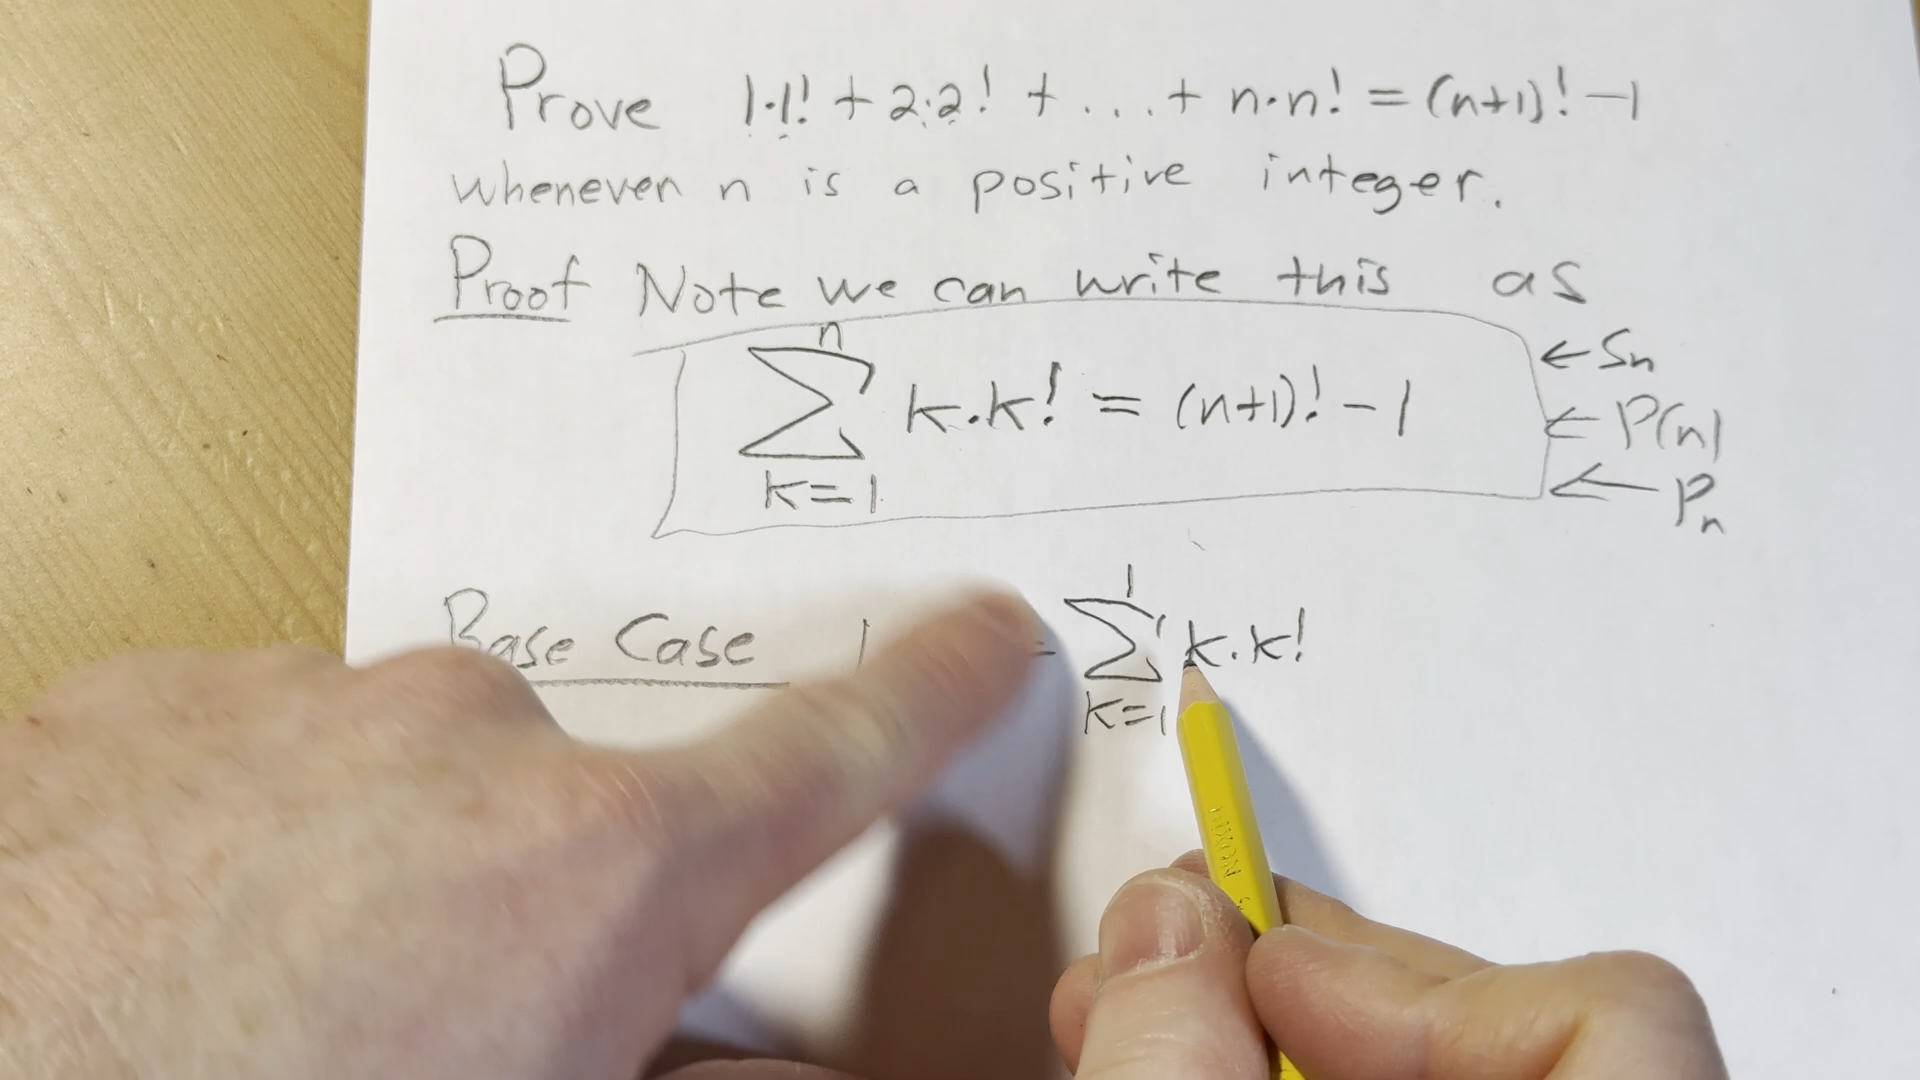 Prove 1·1! + 2·2! + ... + n·n! = (n+1)! - 1
whenever n is a positive integer.
Proof Note we can write this as
n
∑ k·k! = (n+1)! - 1
k=1
← Sn
← P(n)
← Pn
Base Case
1
= ∑ k·k!
k=1